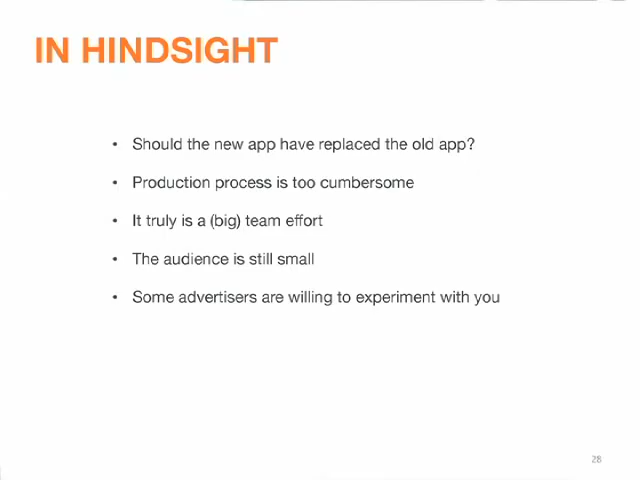 IN HINDSIGHT
• Should the new app have replaced the old app?
• Production process is too cumbersome
• It truly is a (big) team effort
• The audience is still small
• Some advertisers are willing to experiment with you
28